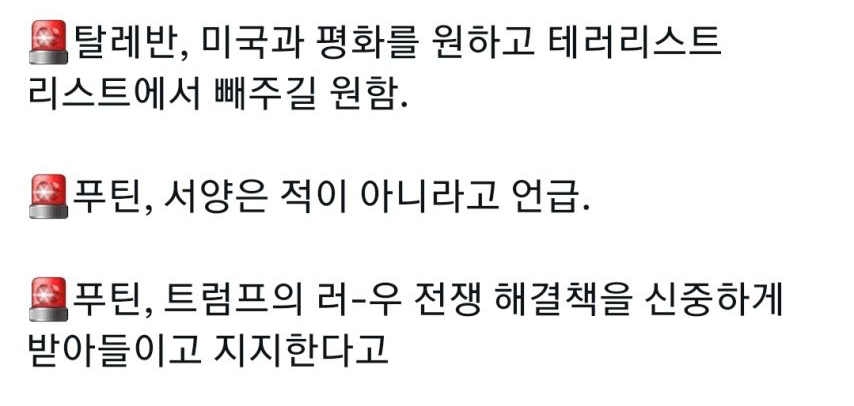 🚨탈레반, 미국과 평화를 원하고 테러리스트
리스트에서 빼주길 원함.
🚨푸틴, 서양은 적이 아니라고 언급.
🚨푸틴, 트럼프의 러-우 전쟁 해결책을 신중하게
받아들이고 지지한다고